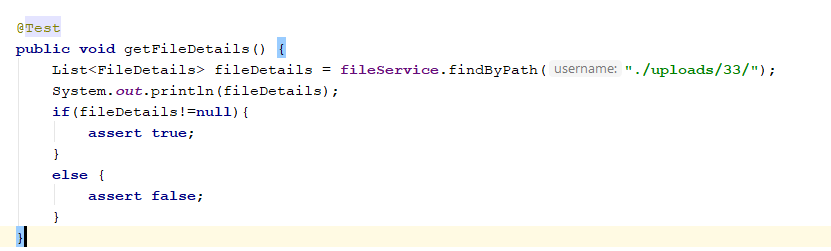 @Test
public void getFileDetails() {
List<FileDetails> fileDetails = fileService.findByPath( username: "./uploads/33/");
System.out.println(fileDetails);
if(fileDetails!=null){
assert true;
}
else {
assert false;
}
}